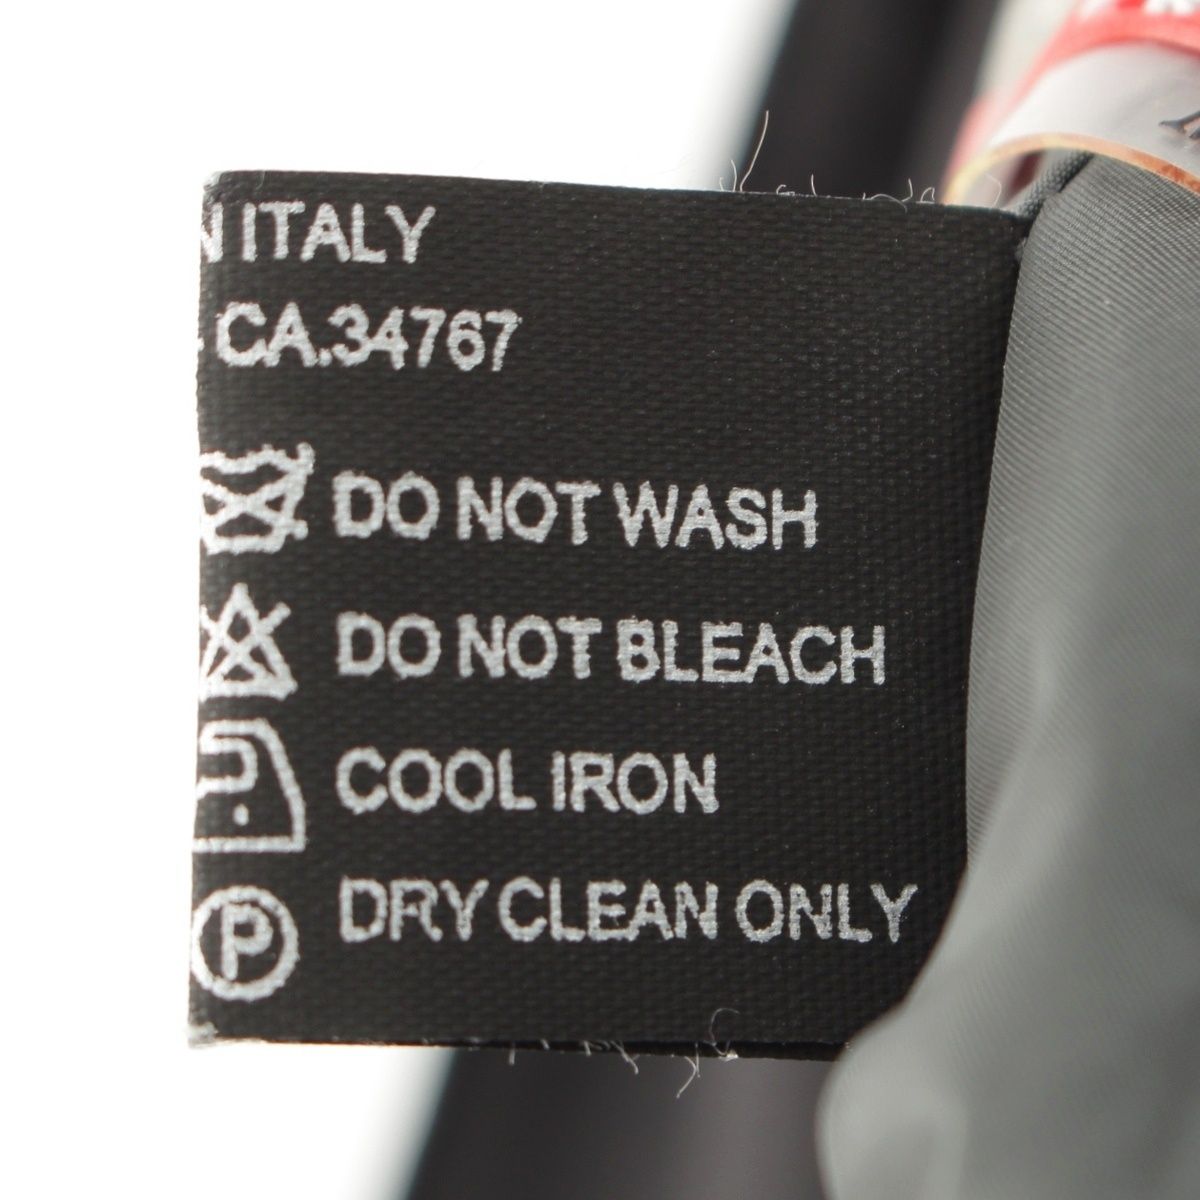 N ITALY
CA.34767
DO NOT WASH
DO NOT BLEACH
COOL IRON
P DRY CLEAN ONLY